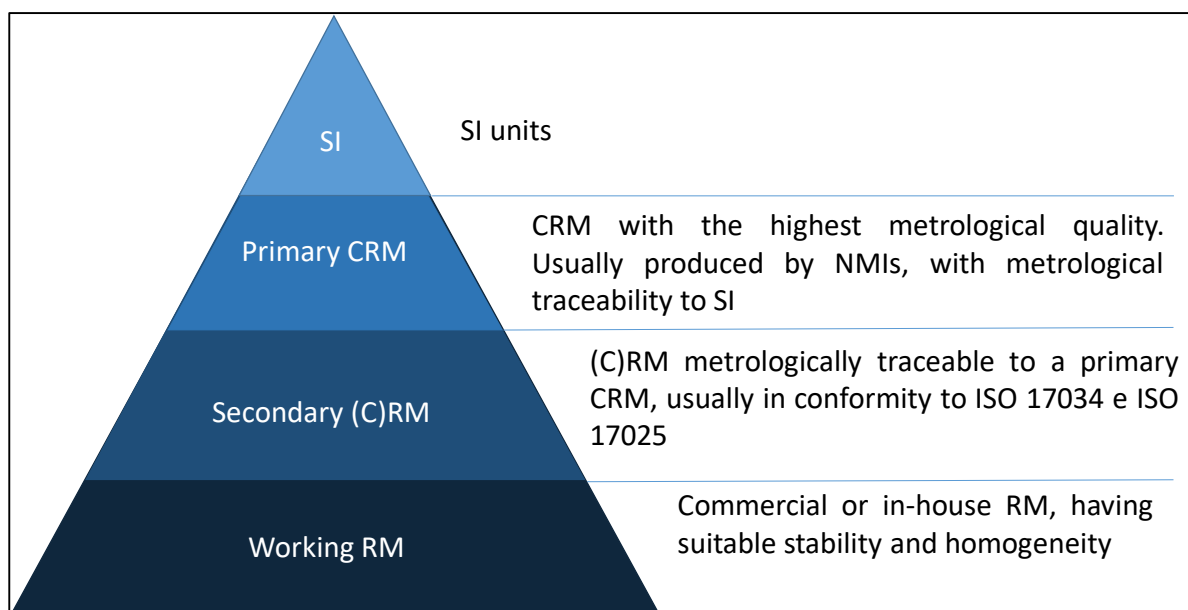 SI
SI units
Primary CRM
CRM with the highest metrological quality.
Usually produced by NMIs, with metrological
traceability to SI
Secondary (C)RM
(C)RM metrologically traceable to a primary
CRM, usually in conformity to ISO 17034 e ISO
17025
Working RM
Commercial or in-house RM, having
suitable stability and homogeneity